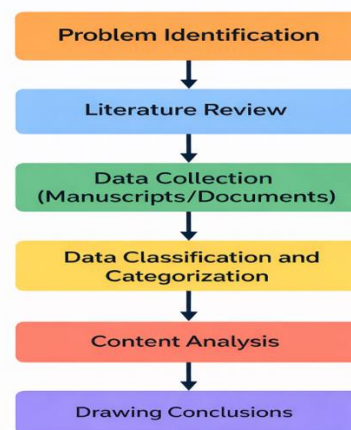 Problem Identification
Literature Review
Data Collection
(Manuscripts/Documents)
Data Classification and
Categorization
Content Analysis
Drawing Conclusions